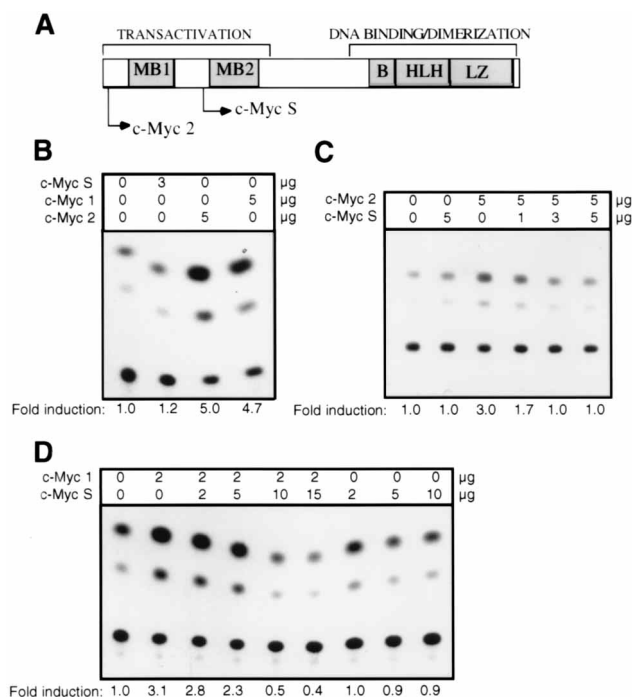 A
TRANSACTIVATION
DNA BINDING/DIMERIZATION
MB1 MB2 B HLH LZ
c-Myc S
c-Myc 2
B
c-Myc S 0 3 0 0 µg
c-Myc 1 0 0 0 5 µg
c-Myc 2 0 0 5 0 µg
Fold induction: 1.0 1.2 5.0 4.7
C
c-Myc 2 0 0 5 5 5 5 µg
c-Myc S 0 5 0 1 3 5 µg
Fold induction: 1.0 1.0 3.0 1.7 1.0 1.0
D
c-Myc 1 0 2 2 2 2 2 0 0 0 µg
c-Myc S 0 0 2 5 10 15 2 5 10 µg
Fold induction: 1.0 3.1 2.8 2.3 0.5 0.4 1.0 0.9 0.9